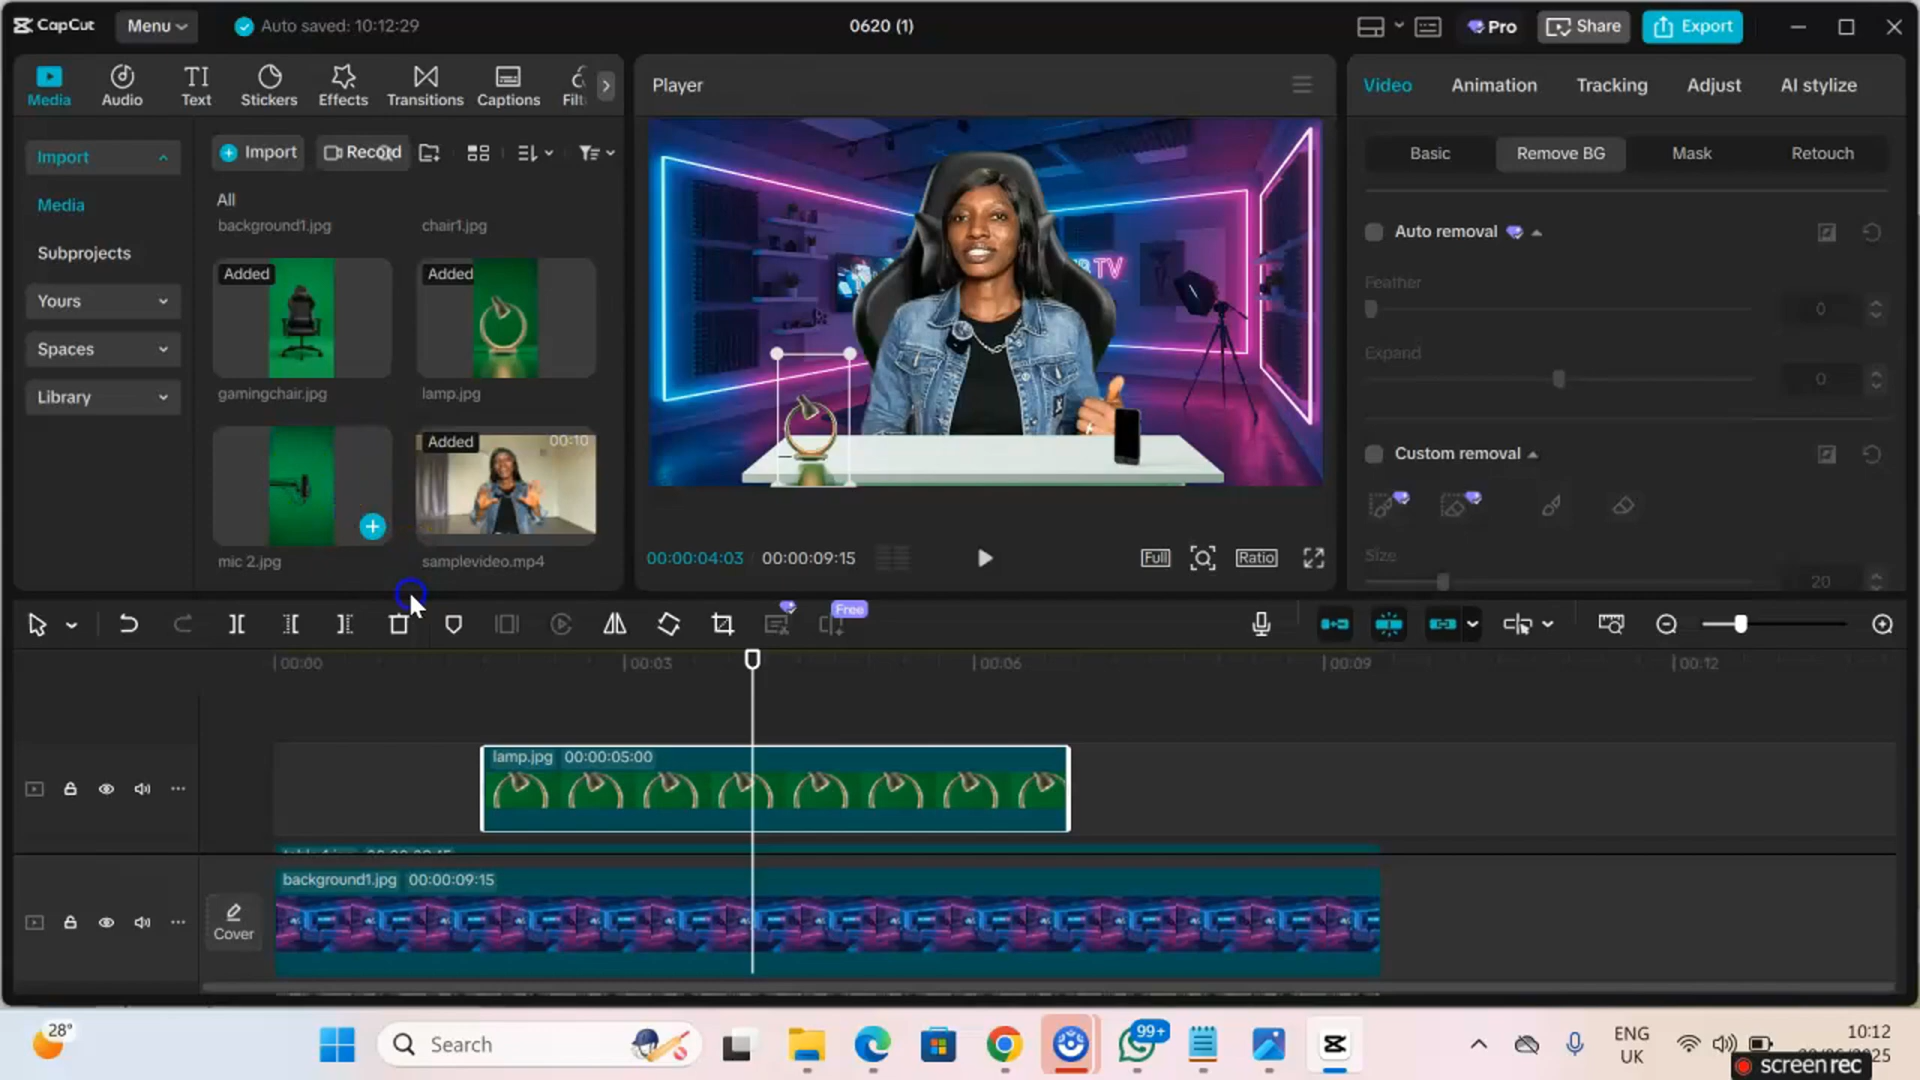 CapCut
Menu
Auto saved: 10:12:29
0620 (1)
Pro
Share
Export
Media
Audio
Text
Stickers
Effects
Transitions
Captions
Filt
Import
Media
Subprojects
Yours
Spaces
Library
Import
Record
All
background1.jpg
chair1.jpg
Added
Added
gamingchair.jpg
lamp.jpg
Added
00:10
mic 2.jpg
samplevideo.mp4
Player
TV
00:00:04:03
00:00:09:15
Full
Ratio
Video
Animation
Tracking
Adjust
AI stylize
Basic
Remove BG
Mask
Retouch
Auto removal
Feather
0
Expand
0
Custom removal
Size
20
Free
00:00
00:03
00:06
00:09
00:12
lamp.jpg 00:00:05:00
Cover
background1.jpg 00:00:09:15
28°
Search
99+
ENG
UK
10:12
screenrec